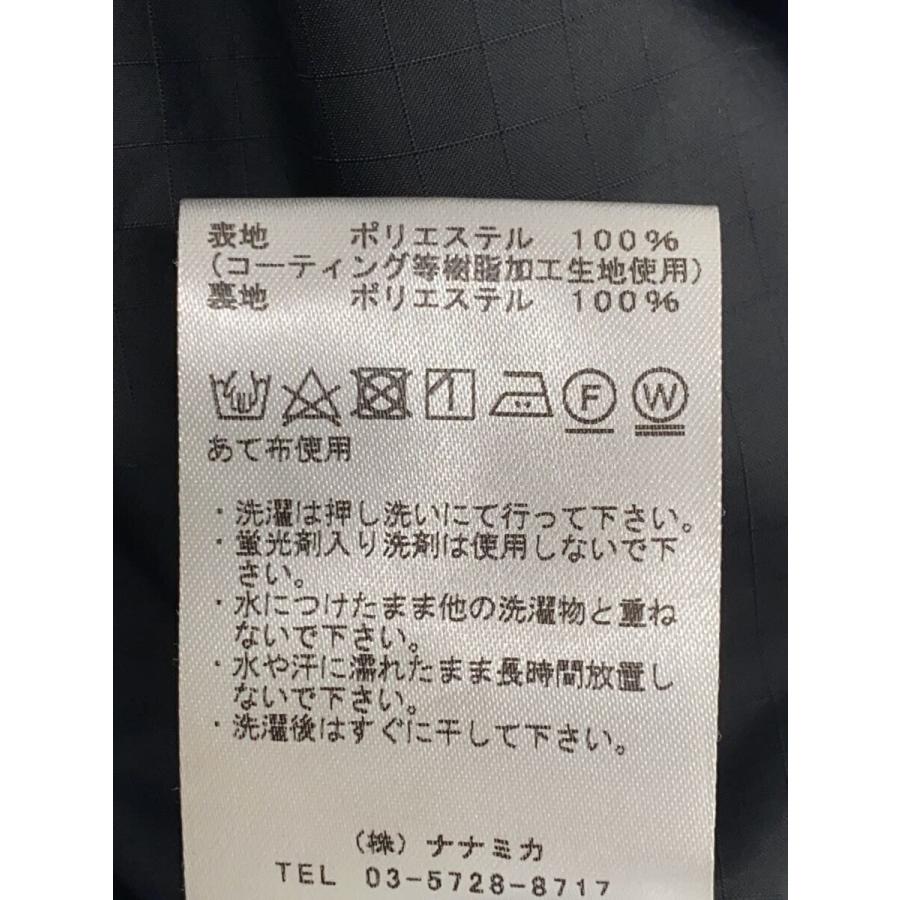 表地 ポリエステル 100%
(コーティング等樹脂加工生地使用)
裏地 ポリエステル 100%
F W
あて布使用
・洗濯は押し洗いにて行って下さい。
・蛍光剤入り洗剤は使用しないで下
さい。
・水につけたまま他の洗濯物と重ね
ないで下さい。
・水や汗に濡れたまま長時間放置し
ないで下さい。
・洗濯後はすぐに干して下さい。
(株) ナナミカ
TEL 03-5728-8717